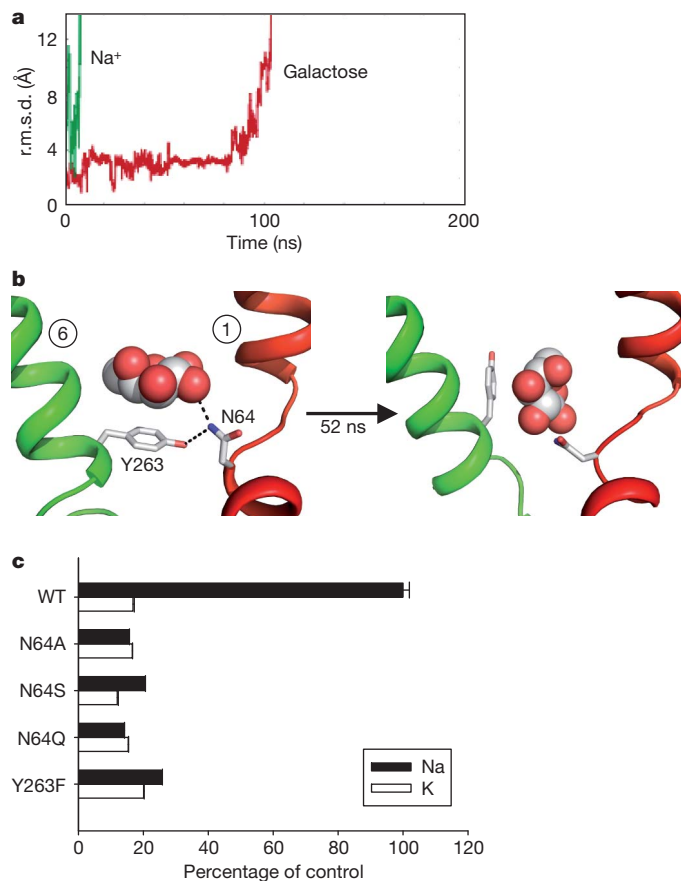 a
12
8
4
0
r.m.s.d. (Å)
Na⁺
Galactose
0
100
200
Time (ns)
b
6
1
N64
Y263
52 ns
c
WT
N64A
N64S
N64Q
Y263F
Na
K
0
20
40
60
80
100
120
Percentage of control